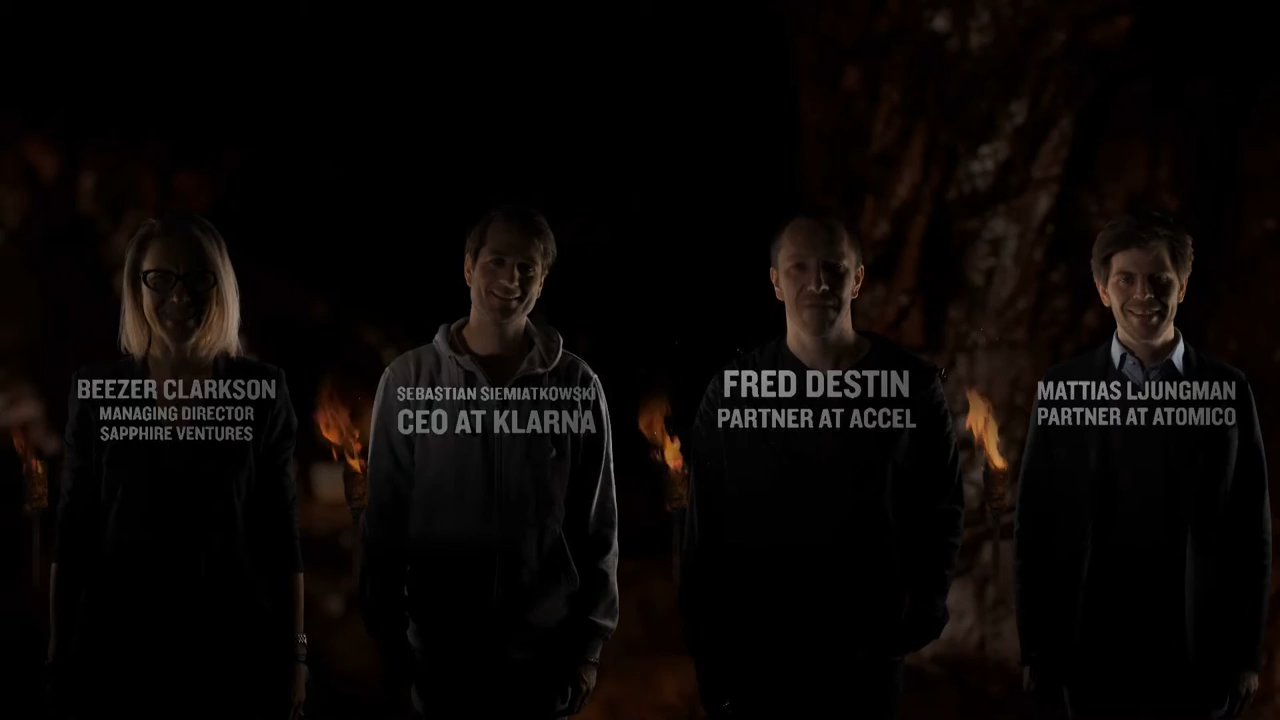 BEEZER CLARKSON
MANAGING DIRECTOR
SAPPHIRE VENTURES
SEBASTIAN SIEMIATKOWSKI
CEO AT KLARNA
FRED DESTIN
PARTNER AT ACCEL
MATTIAS LJUNGMAN
PARTNER AT ATOMICO